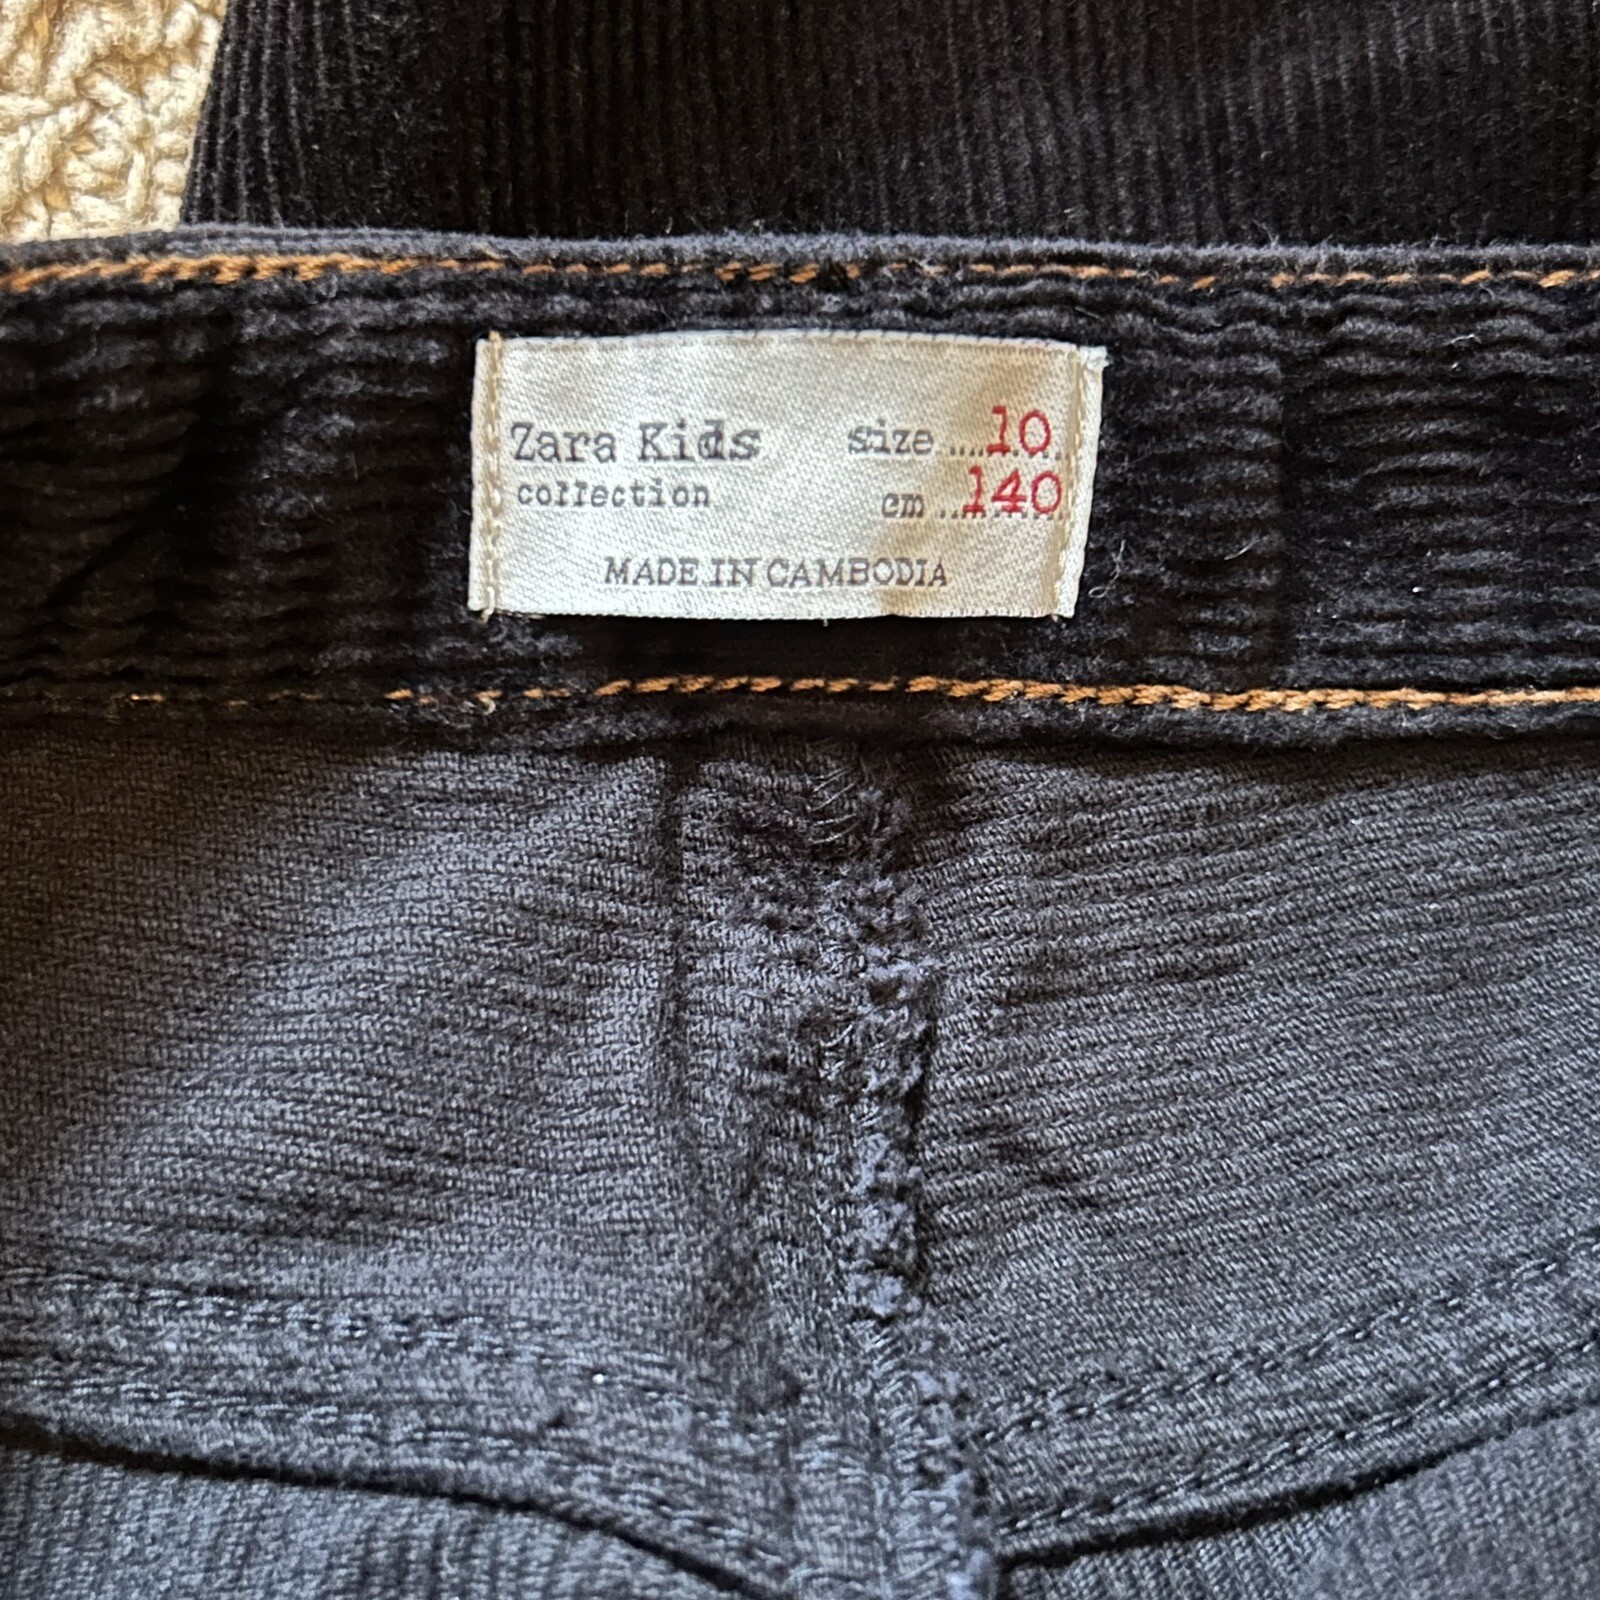 Zara Kids size ....10
collection cm ..140
MADE IN CAMBODIA